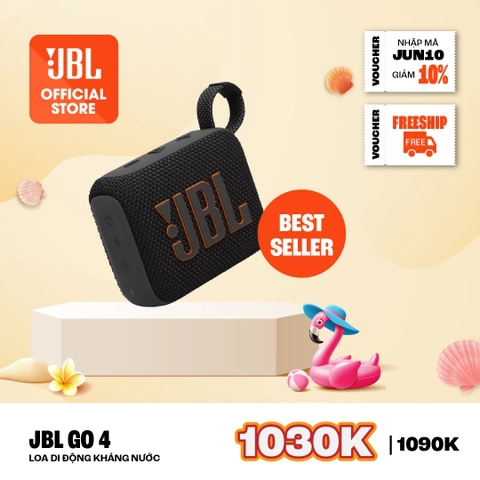 JBL
OFFICIAL
STORE
VOUCHER
NHẬP MÃ
JUN10
GIẢM 10%
VOUCHER
FREESHIP
FREE
JBL
BEST
SELLER
JBL GO 4
LOA DI ĐỘNG KHÁNG NƯỚC
1030K | 1090K